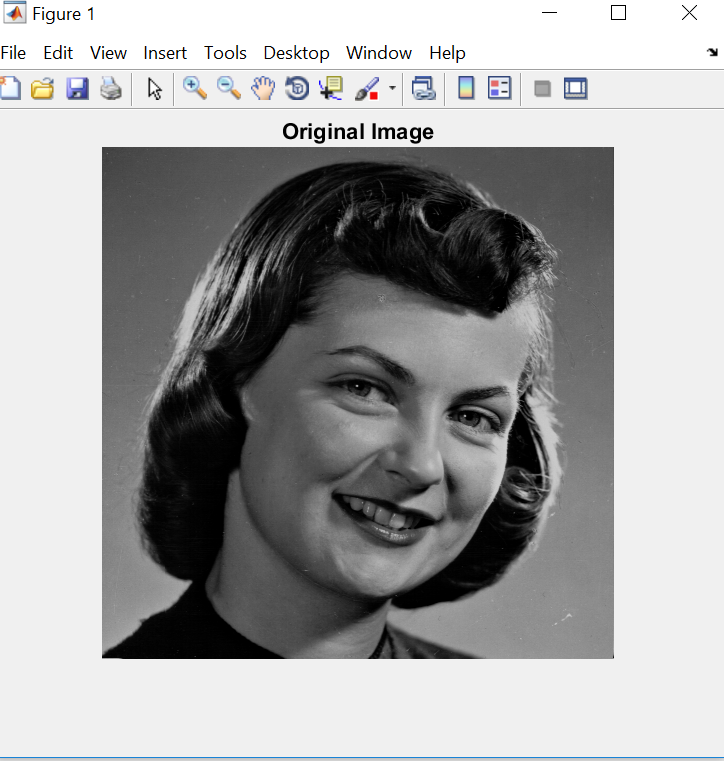 Figure 1
File Edit View Insert Tools Desktop Window Help
Original Image